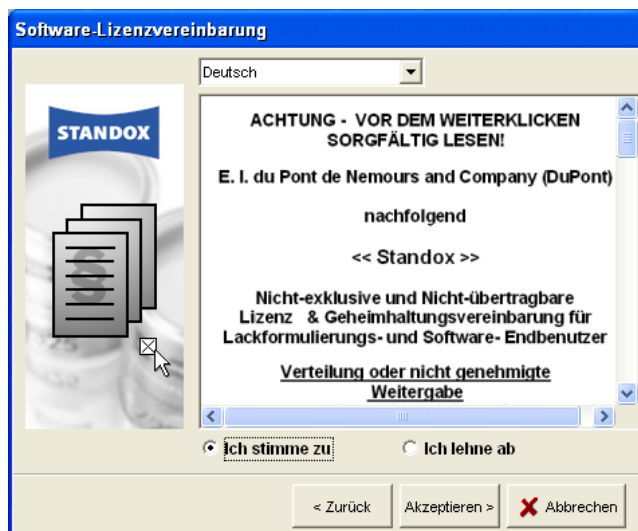 Software-Lizenzvereinbarung
Deutsch
STANDOX
§
ACHTUNG - VOR DEM WEITERKLICKEN
SORGFÄLTIG LESEN!
E. I. du Pont de Nemours and Company (DuPont)
nachfolgend
<< Standox >>
Nicht-exklusive und Nicht-übertragbare
Lizenz & Geheimhaltungsvereinbarung für
Lackformulierungs- und Software- Endbenutzer
Verteilung oder nicht genehmigte
Weitergabe
Ich stimme zu
Ich lehne ab
< Zurück
Akzeptieren >
Abbrechen